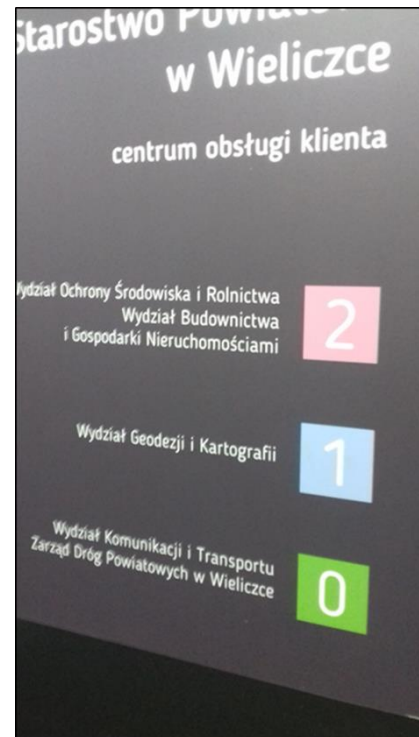 Starostwo
w Wieliczce
centrum obsługi klienta
Wydział Ochrony Środowiska i Rolnictwa
Wydział Budownictwa
i Gospodarki Nieruchomościami
2
Wydział Geodezji i Kartografii
1
Wydział Komunikacji i Transportu
Zarząd Dróg Powiatowych w Wieliczce
0